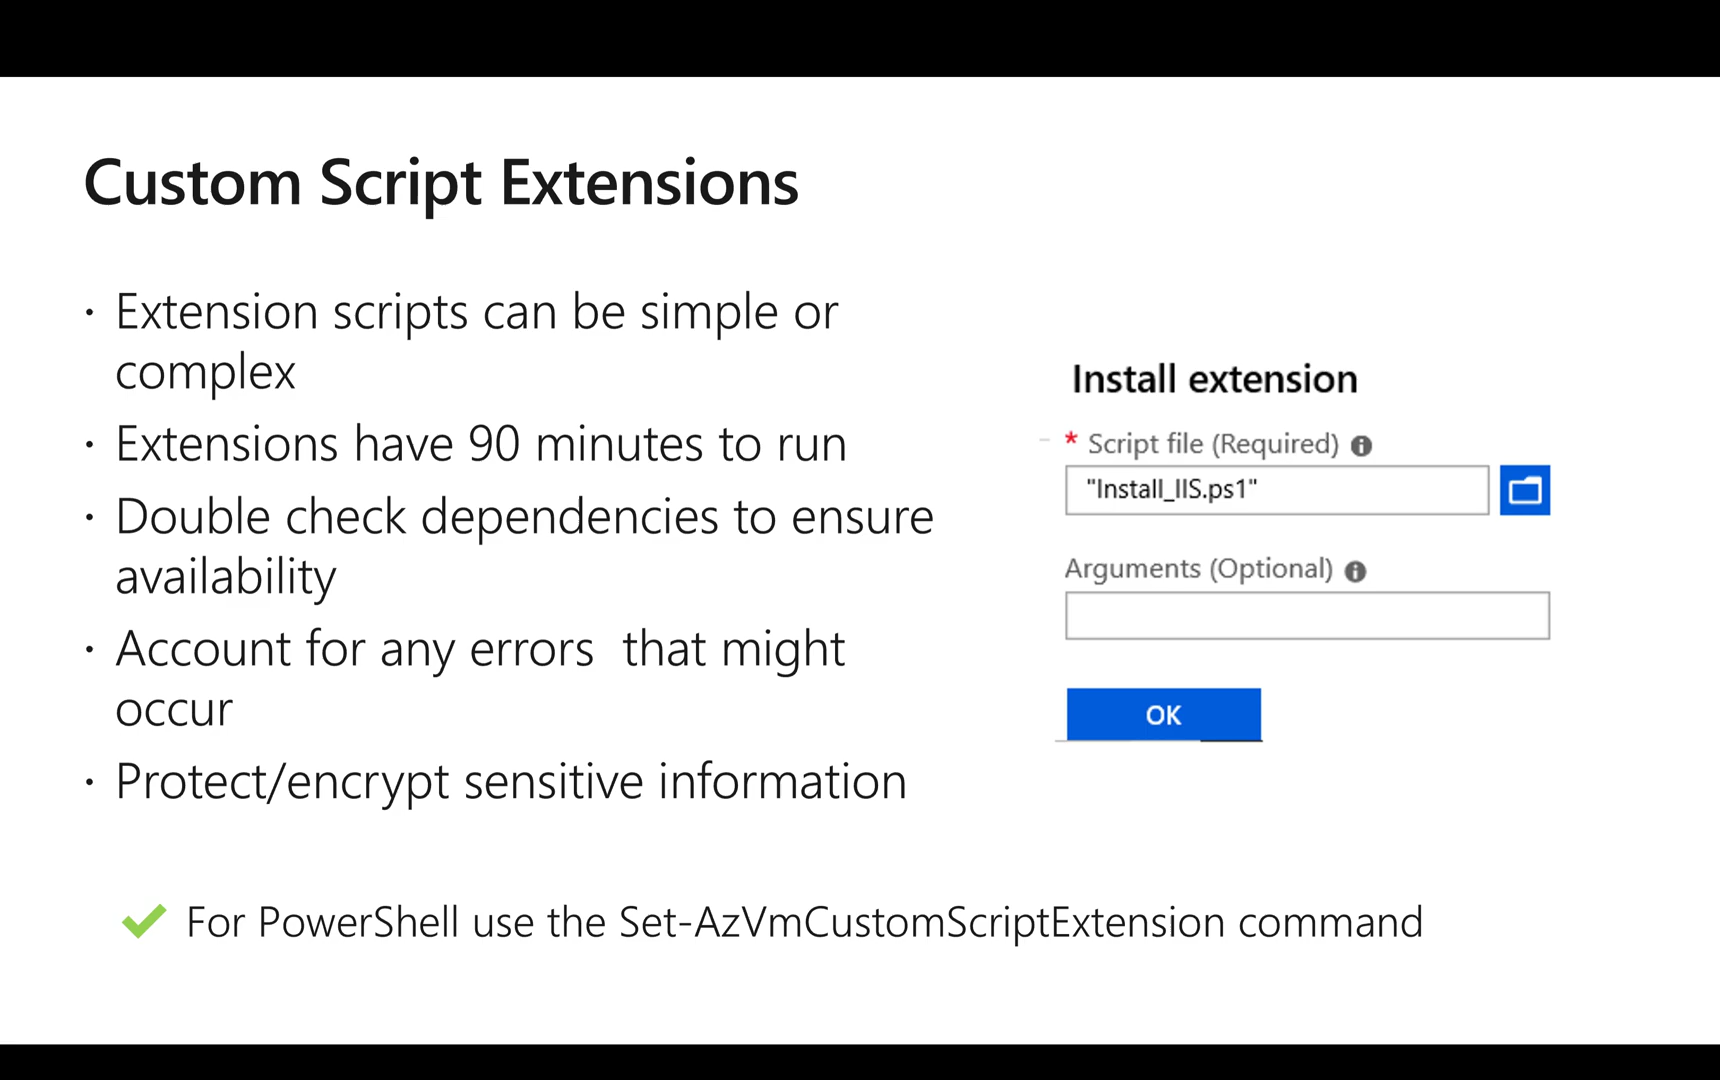 Custom Script Extensions
• Extension scripts can be simple or
complex
• Extensions have 90 minutes to run
• Double check dependencies to ensure
availability
• Account for any errors  that might
occur
• Protect/encrypt sensitive information
Install extension
* Script file (Required)
"Install_IIS.ps1"
Arguments (Optional)
OK
For PowerShell use the Set-AzVmCustomScriptExtension command